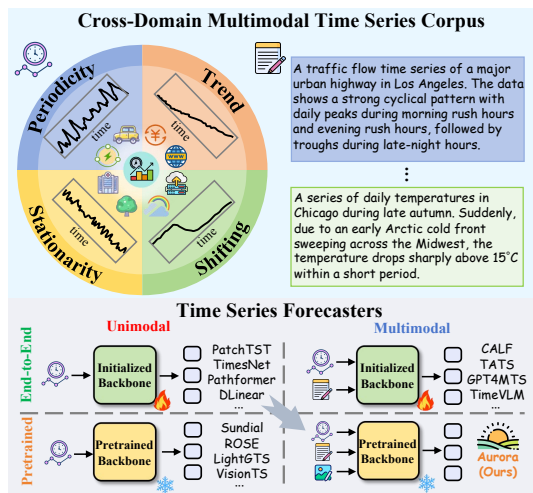 Cross-Domain Multimodal Time Series Corpus
Periodicity
time
Trend
time
Stationarity
time
Shifting
time
A traffic flow time series of a major
urban highway in Los Angeles. The data
shows a strong cyclical pattern with
daily peaks during morning rush hours
and evening rush hours, followed by
troughs during late-night hours.
...
A series of daily temperatures in
Chicago during late autumn. Suddenly,
due to an early Arctic cold front
sweeping across the Midwest, the
temperature drops sharply above 15°C
within a short period.
Time Series Forecasters
Unimodal
Multimodal
End-to-End
Initialized
Backbone
PatchTST
TimesNet
Pathformer
DLinear
...
Initialized
Backbone
CALF
TATS
GPT4MTS
TimeVLM
...
Pretrained
Pretrained
Backbone
Sundial
ROSE
LightGTS
VisionTS
...
Pretrained
Backbone
Aurora
(Ours)